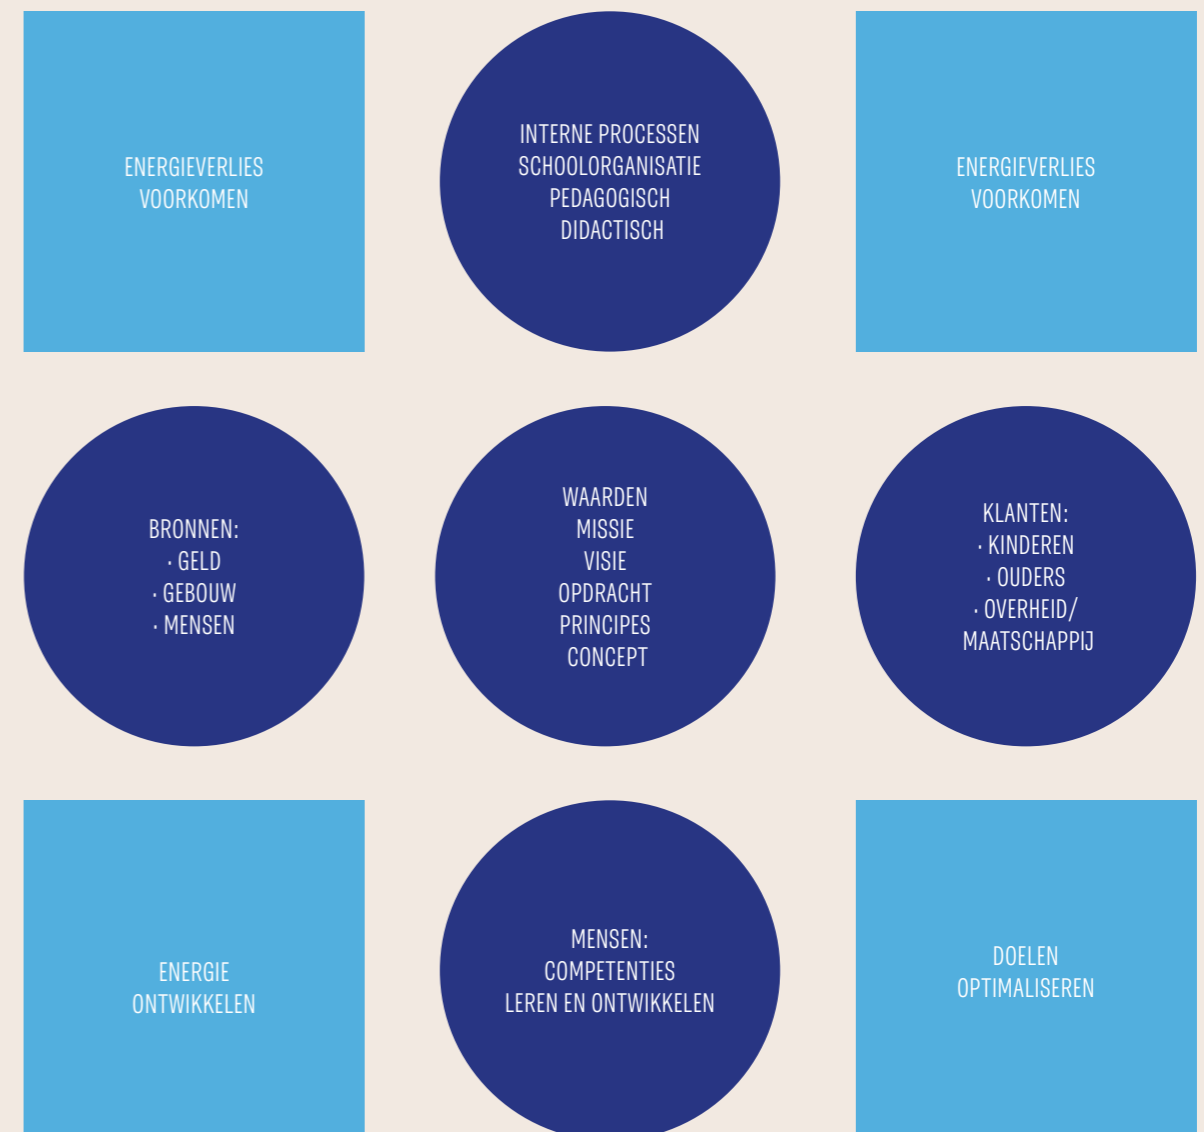 ENERGIEVERLIES
VOORKOMEN
INTERNE PROCESSEN
SCHOOLORGANISATIE
PEDAGOGISCH
DIDACTISCH
ENERGIEVERLIES
VOORKOMEN
BRONNEN:
· GELD
· GEBOUW
· MENSEN
WAARDEN
MISSIE
VISIE
OPDRACHT
PRINCIPES
CONCEPT
KLANTEN:
· KINDEREN
· OUDERS
· OVERHEID/
MAATSCHAPPIJ
ENERGIE
ONTWIKKELEN
MENSEN:
COMPETENTIES
LEREN EN ONTWIKKELEN
DOELEN
OPTIMALISEREN